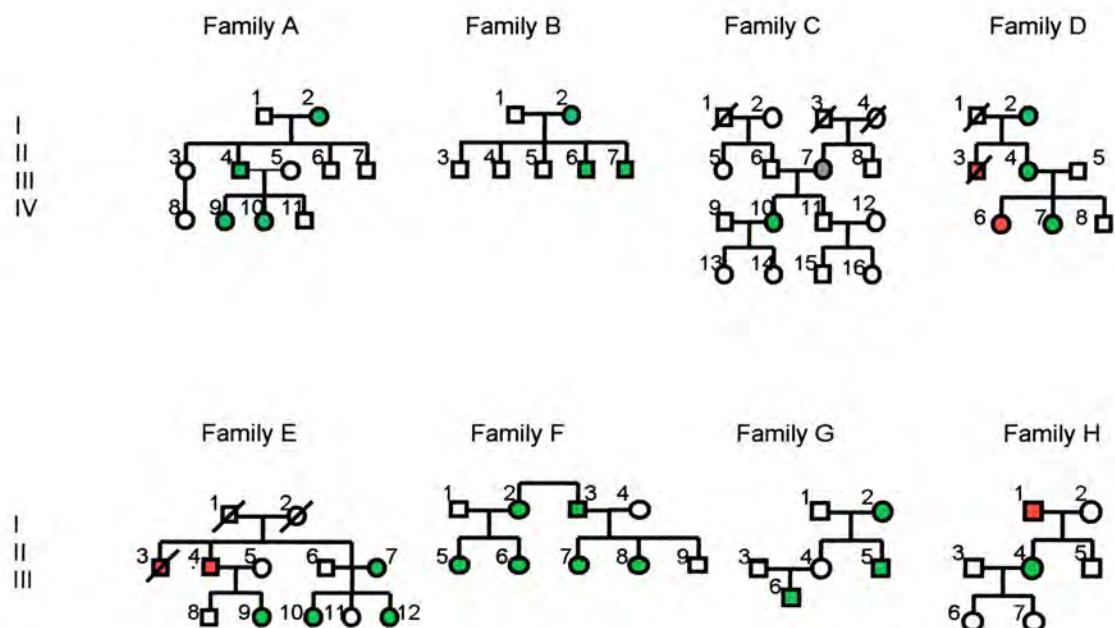 Family A Family B Family C Family D
1 2 1 2 1 2 3 4 1 2
I
II
III
IV
3 4 5 6 7 3 4 5 6 7 5 6 7 8 3 4 5
8 9 10 11 9 10 11 12 6 7 8
13 14 15 16
Family E Family F Family G Family H
1 2 1 2 3 4 1 2 1 2
I
II
III
3 4 5 6 7 5 6 7 8 9 3 4 5 3 4 5
8 9 10 11 12 6 6 7